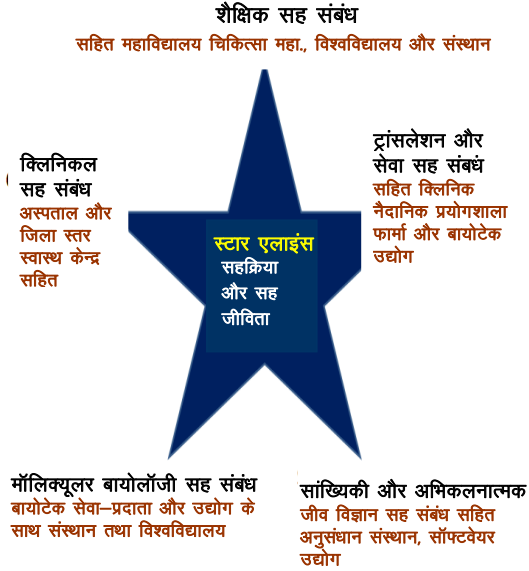 शैक्षिक सह संबंध
सहित महाविद्यालय चिकित्सा महा., विश्वविद्यालय और संस्थान
क्लिनिकल
सह संबंध
अस्पताल और
जिला स्तर
स्वास्थ केन्द्र
सहित
ट्रांसलेशन और
सेवा सह संबघं
सहित क्लिनिक
नैदानिक प्रयोगशाला
फार्मा और बायोटेक
उद्योग
स्टार एलाइंस
सहक्रिया
और सह
जीविता
मॉलिक्यूलर बायोलॉजी सह संबंध
बायोटेक सेवा–प्रदाता और उद्योग के
साथ संस्थान तथा विश्वविद्यालय
सांख्यिकी और अभिकलनात्मक
जीव विज्ञान सह संबंध सहित
अनुसंधान संस्थान, सॉफ्टवेयर
उद्योग